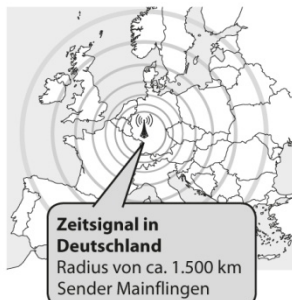 Zeitsignal in
Deutschland
Radius von ca. 1.500 km
Sender Mainflingen